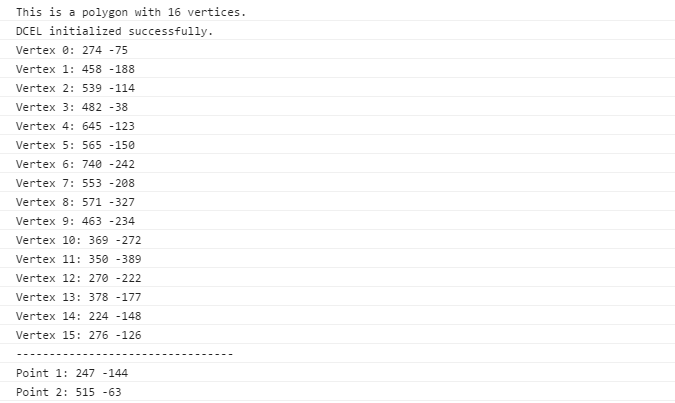 This is a polygon with 16 vertices.
DCEL initialized successfully.
Vertex 0: 274 -75
Vertex 1: 458 -188
Vertex 2: 539 -114
Vertex 3: 482 -38
Vertex 4: 645 -123
Vertex 5: 565 -150
Vertex 6: 740 -242
Vertex 7: 553 -208
Vertex 8: 571 -327
Vertex 9: 463 -234
Vertex 10: 369 -272
Vertex 11: 350 -389
Vertex 12: 270 -222
Vertex 13: 378 -177
Vertex 14: 224 -148
Vertex 15: 276 -126
---------------------------------
Point 1: 247 -144
Point 2: 515 -63